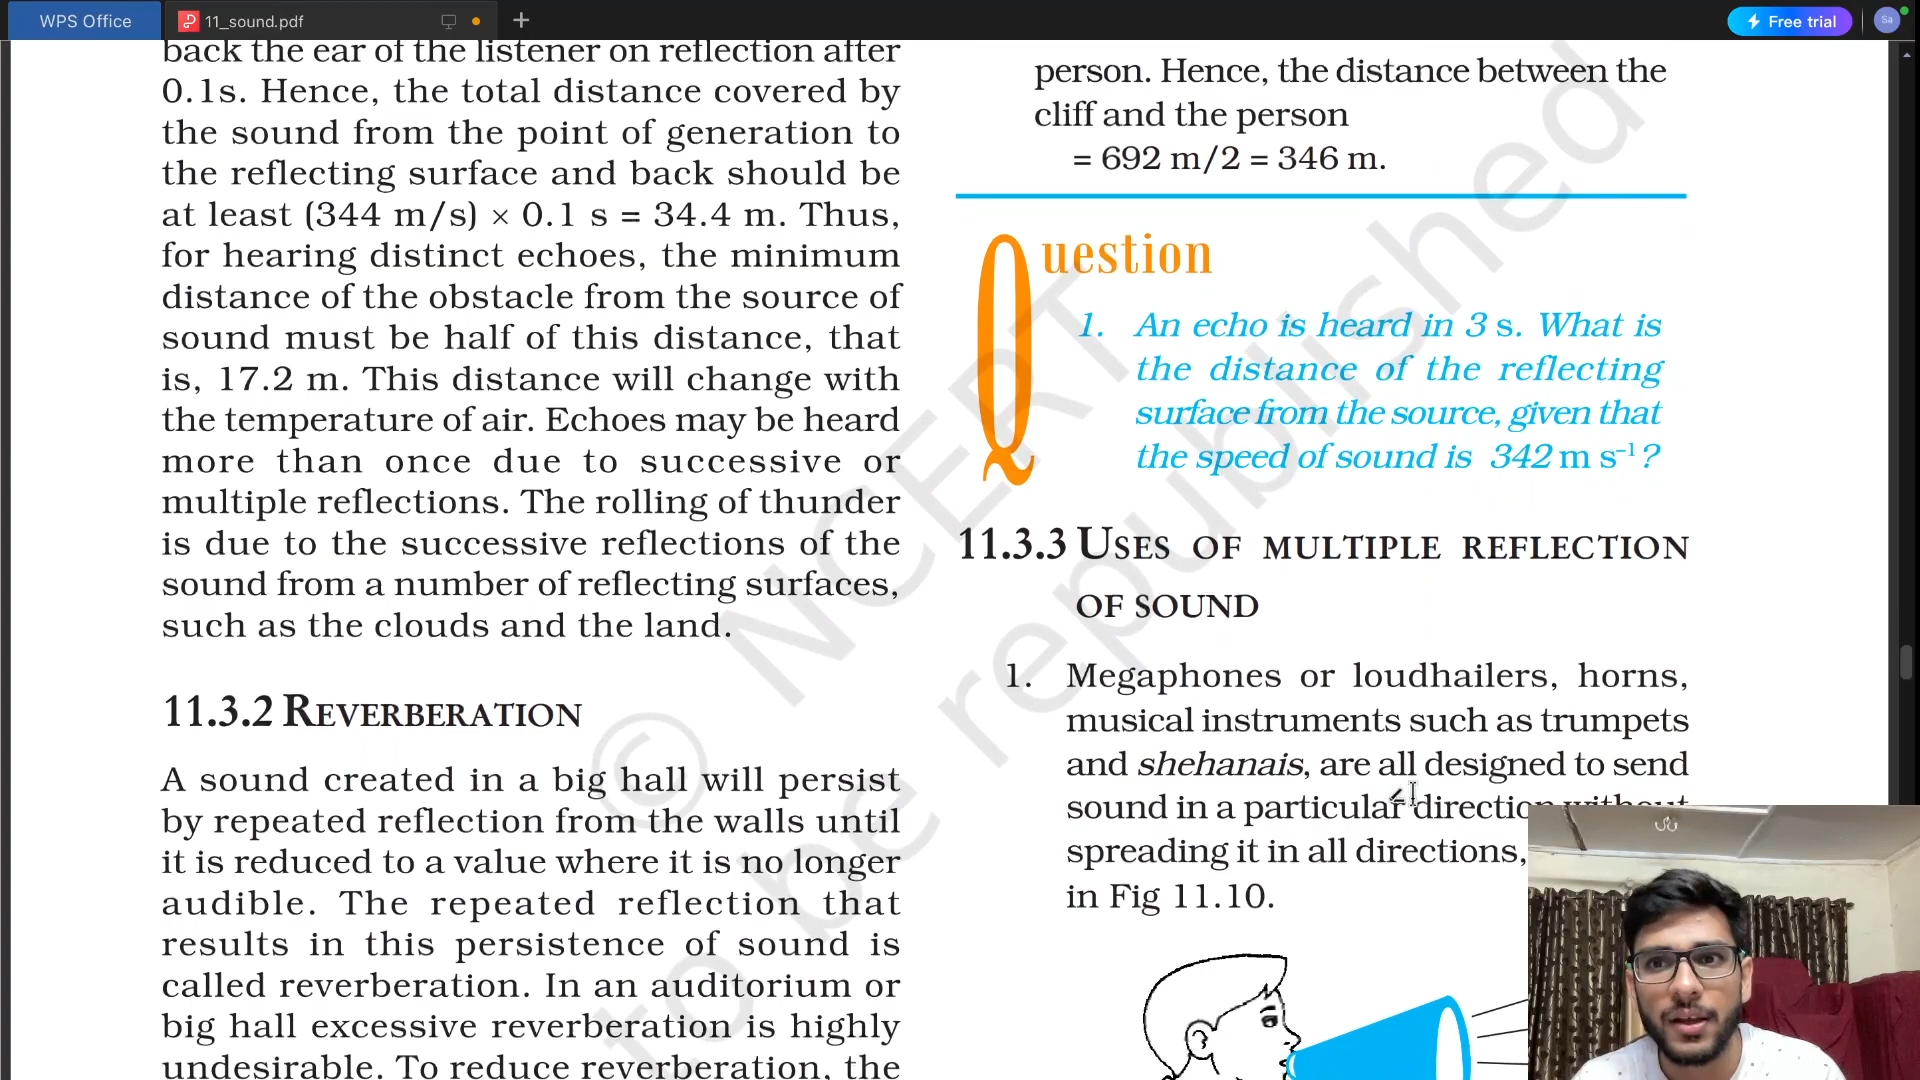 WPS Office
11_sound.pdf
Free trial
Sa
back the ear of the listener on reflection after
0.1s. Hence, the total distance covered by
the sound from the point of generation to
the reflecting surface and back should be
at least (344 m/s) × 0.1 s = 34.4 m. Thus,
for hearing distinct echoes, the minimum
distance of the obstacle from the source of
sound must be half of this distance, that
is, 17.2 m. This distance will change with
the temperature of air. Echoes may be heard
more than once due to successive or
multiple reflections. The rolling of thunder
is due to the successive reflections of the
sound from a number of reflecting surfaces,
such as the clouds and the land.
11.3.2 REVERBERATION
A sound created in a big hall will persist
by repeated reflection from the walls until
it is reduced to a value where it is no longer
audible. The repeated reflection that
results in this persistence of sound is
called reverberation. In an auditorium or
big hall excessive reverberation is highly
undesirable. To reduce reverberation, the
person. Hence, the distance between the
cliff and the person
= 692 m/2 = 346 m.
Question
1. An echo is heard in 3 s. What is
the distance of the reflecting
surface from the source, given that
the speed of sound is 342 m s⁻¹?
11.3.3 USES OF MULTIPLE REFLECTION
OF SOUND
1. Megaphones or loudhailers, horns,
musical instruments such as trumpets
and shehanais, are all designed to send
sound in a particular direction without
spreading it in all directions,
in Fig 11.10.
© NCERT
to be republished